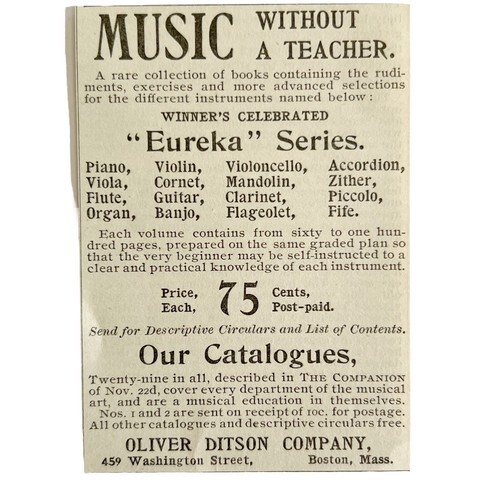 MUSIC WITHOUT A TEACHER.
A rare collection of books containing the rudi-
ments, exercises and more advanced selections
for the different instruments named below:
WINNER'S CELEBRATED
"Eureka" Series.
Piano, Violin, Violoncello, Accordion,
Viola, Cornet, Mandolin, Zither,
Flute, Guitar, Clarinet, Piccolo,
Organ, Banjo, Flageolet, Fife.
Each volume contains from sixty to one hun-
dred pages, prepared on the same graded plan so
that the very beginner may be self-instructed to a
clear and practical knowledge of each instrument.
Price, Each, 75 Cents, Post-paid.
Send for Descriptive Circulars and List of Contents.
Our Catalogues,
Twenty-nine in all, described in THE COMPANION
of Nov. 22d, cover every department of the musical
art, and are a musical education in themselves.
Nos. 1 and 2 are sent on receipt of 10c. for postage.
All other catalogues and descriptive circulars free.
OLIVER DITSON COMPANY,
459 Washington Street, Boston, Mass.